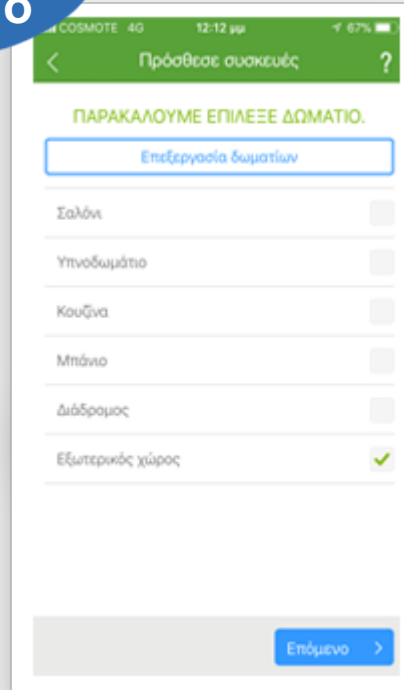 COSMOTE 4G 12:12 μμ 67%
Πρόσθεσε συσκευές ?
ΠΑΡΑΚΑΛΟΥΜΕ ΕΠΙΛΕΞΕ ΔΩΜΑΤΙΟ.
Επεξεργασία δωματίων
Σαλόνι
Υπνοδωμάτιο
Κουζίνα
Μπάνιο
Διάδρομος
Εξωτερικός χώρος
Επόμενο